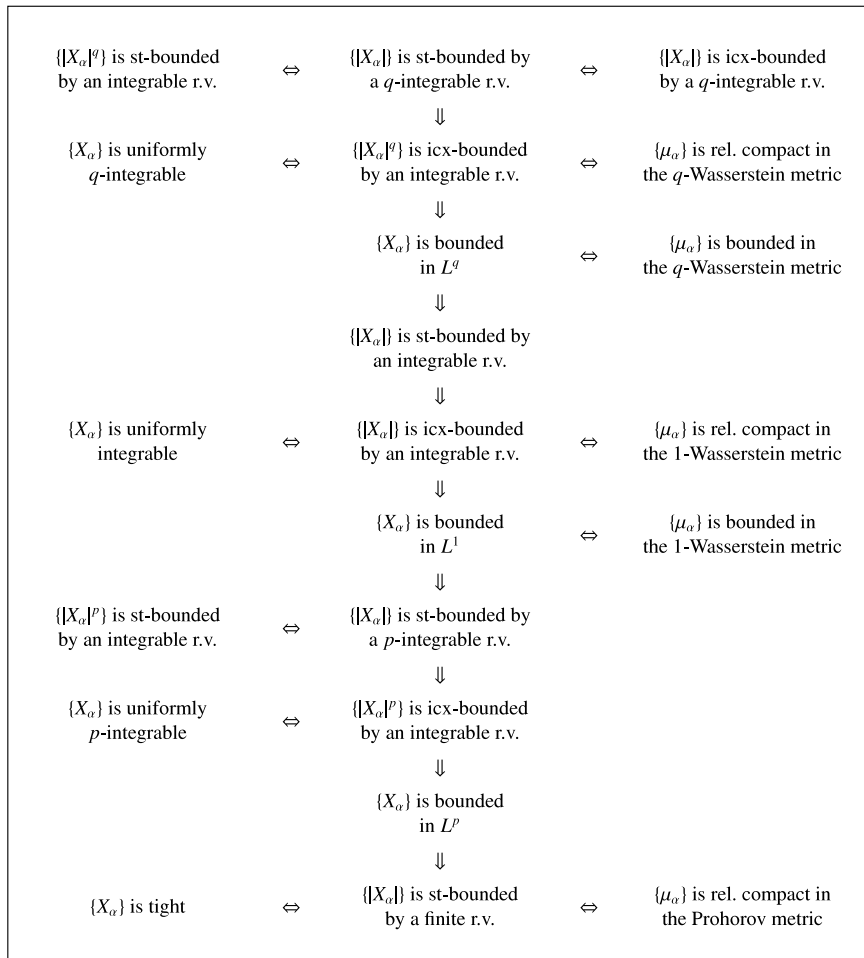 {|X_α|^q} is st-bounded ⇔ {|X_α|} is st-bounded by ⇔ {|X_α|} is icx-bounded
by an integrable r.v. a q-integrable r.v. by a q-integrable r.v.
⇓
{X_α} is uniformly ⇔ {|X_α|^q} is icx-bounded ⇔ {μ_α} is rel. compact in
q-integrable by an integrable r.v. the q-Wasserstein metric
⇓
{X_α} is bounded ⇔ {μ_α} is bounded in
in L^q the q-Wasserstein metric
⇓
{|X_α|} is st-bounded by
an integrable r.v.
⇓
{X_α} is uniformly ⇔ {|X_α|} is icx-bounded ⇔ {μ_α} is rel. compact in
integrable by an integrable r.v. the 1-Wasserstein metric
⇓
{X_α} is bounded ⇔ {μ_α} is bounded in
in L^1 the 1-Wasserstein metric
⇓
{|X_α|^p} is st-bounded ⇔ {|X_α|} is st-bounded by
by an integrable r.v. a p-integrable r.v.
⇓
{X_α} is uniformly ⇔ {|X_α|^p} is icx-bounded
p-integrable by an integrable r.v.
⇓
{X_α} is bounded
in L^p
⇓
{X_α} is tight ⇔ {|X_α|} is st-bounded ⇔ {μ_α} is rel. compact in
by a finite r.v. the Prohorov metric